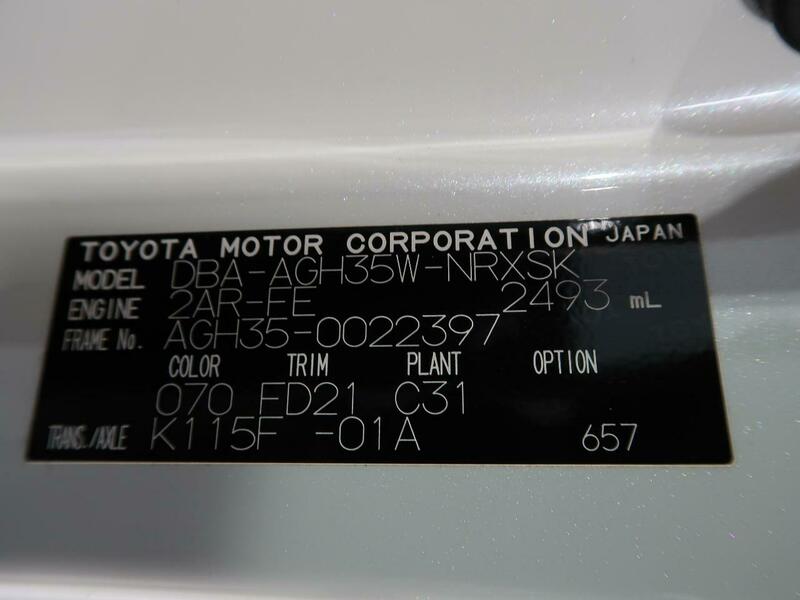 TOYOTA MOTOR CORPORATION JAPAN
MODEL DBA-AGH35W-NRXSK
ENGINE 2AR-FE 2493 mL
FRAME No. AGH35-0022397
COLOR TRIM PLANT OPTION
070 FD21 C31
TRANS./AXLE K115F -01A 657